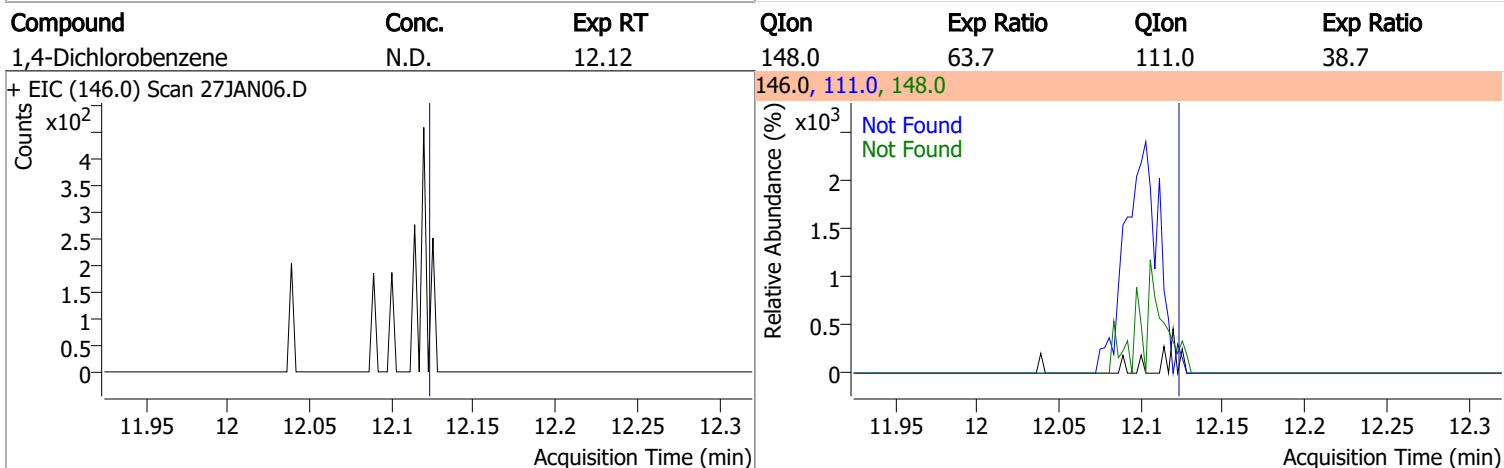 Compound Conc. Exp RT QIon Exp Ratio QIon Exp Ratio
1,4-Dichlorobenzene N.D. 12.12 148.0 63.7 111.0 38.7
+ EIC (146.0) Scan 27JAN06.D
Counts
x10²
4
3.5
3
2.5
2
1.5
1
0.5
0
11.95 12 12.05 12.1 12.15 12.2 12.25 12.3
Acquisition Time (min)
146.0, 111.0, 148.0
Relative Abundance (%)
x10³
Not Found
Not Found
2
1.5
1
0.5
0
11.95 12 12.05 12.1 12.15 12.2 12.25 12.3
Acquisition Time (min)